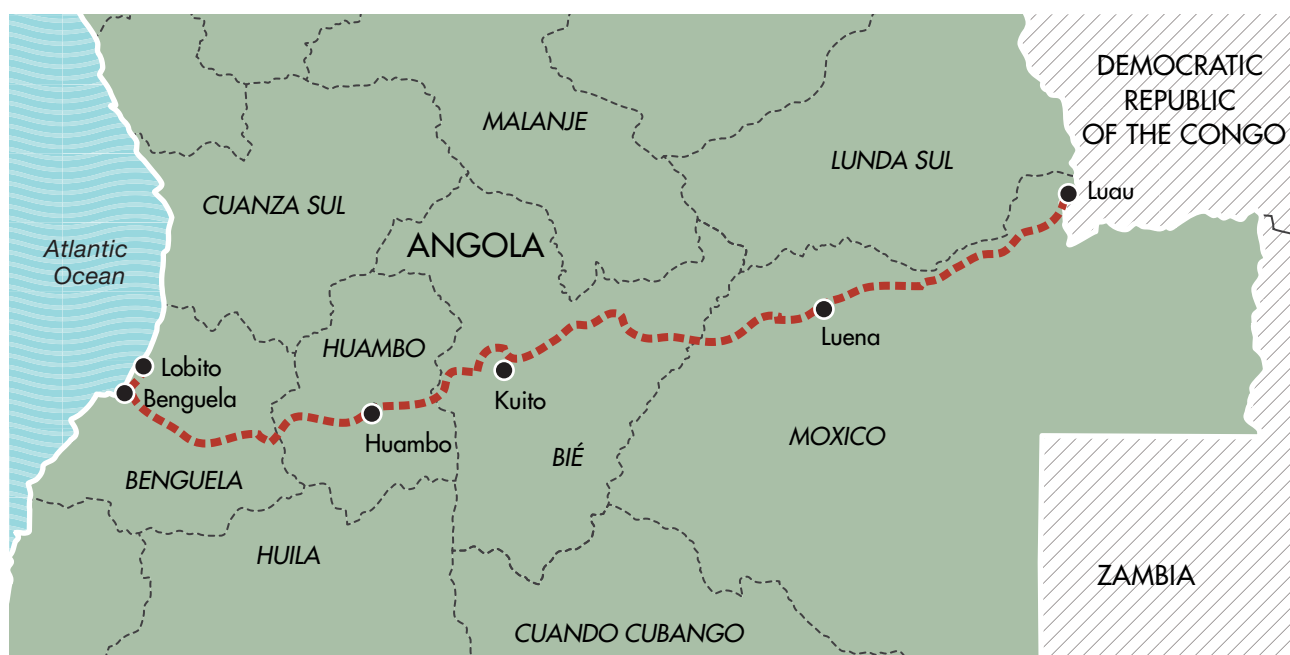 DEMOCRATIC
REPUBLIC
OF THE CONGO
MALANJE
LUNDA SUL
Luau
CUANZA SUL
ANGOLA
Atlantic
Ocean
Luena
HUAMBO
Lobito
Benguela
Kuito
Huambo
MOXICO
BIÉ
BENGUELA
HUILA
ZAMBIA
CUANDO CUBANGO